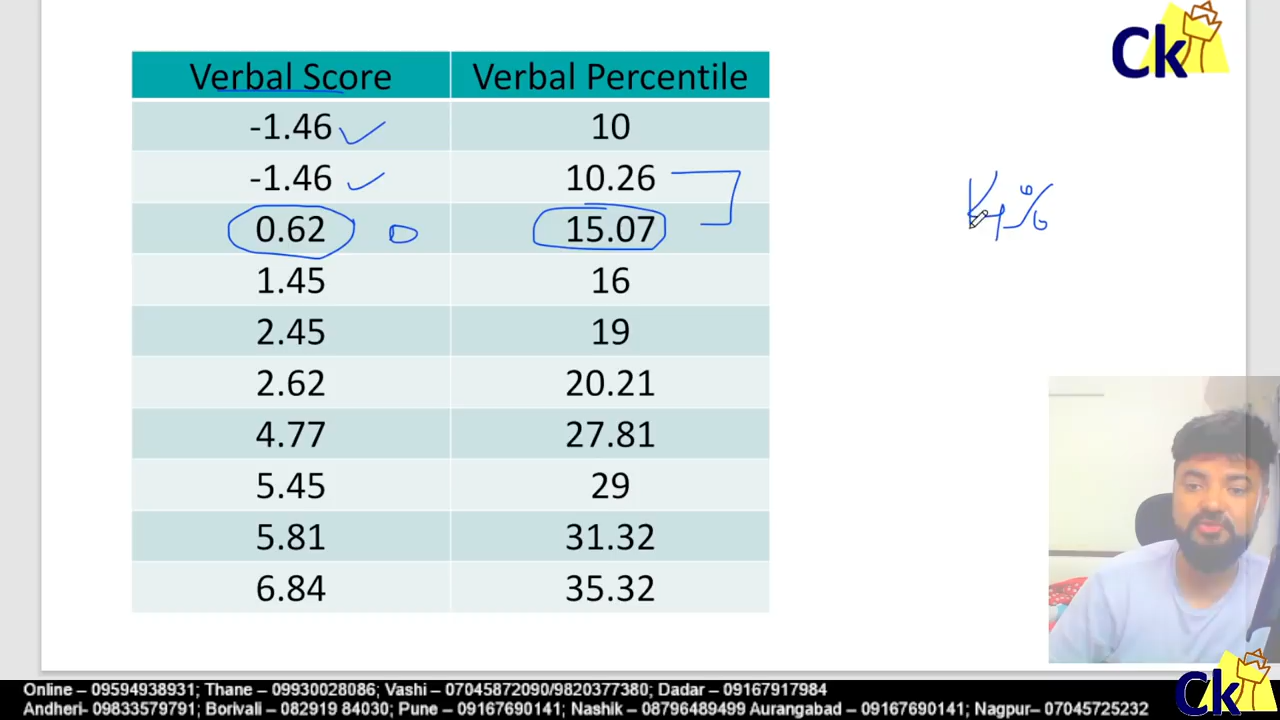 Ck
Verbal Score Verbal Percentile
-1.46 10
-1.46 10.26
0.62 15.07
1.45 16
2.45 19
2.62 20.21
4.77 27.81
5.45 29
5.81 31.32
6.84 35.32
Online – 09594938931; Thane – 09930028086; Vashi – 07045872090/9820377380; Dadar – 09167917984
Andheri- 09833579791; Borivali – 082919 84030; Pune – 09167690141; Nashik – 08796489499 Aurangabad – 09167690141; Nagpur– 07045725232
Ck